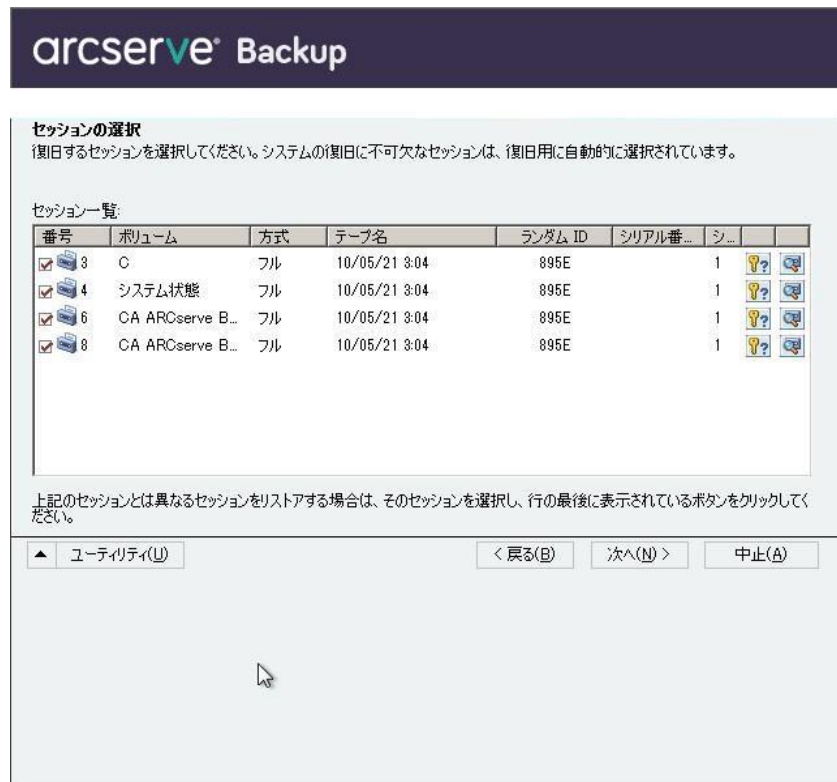 arcserve® Backup
セッションの選択
復旧するセッションを選択してください。システムの復旧に不可欠なセッションは、復旧用に自動的に選択されています。
セッション一覧:
番号 ボリューム 方式 テープ名 ランダム ID シリアル番... シ...
3 C フル 10/05/21 3:04 895E 1
4 システム状態 フル 10/05/21 3:04 895E 1
6 CA ARCserve B... フル 10/05/21 3:04 895E 1
8 CA ARCserve B... フル 10/05/21 3:04 895E 1
上記のセッションとは異なるセッションをリストアする場合は、そのセッションを選択し、行の最後に表示されているボタンをクリックしてく
ださい。
▲ ユーティリティ(U) < 戻る(B) 次へ(N) > 中止(A)